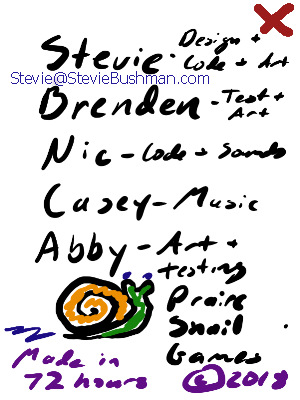 Stevie - Design + Code + Art
Stevie@StevieBushman.com
Brenden - Test + Art
Nic - Code + Sounds
Casey - Music
Abby - Art + testing
Prairie Snail Games
Made in 72 hours
©2018